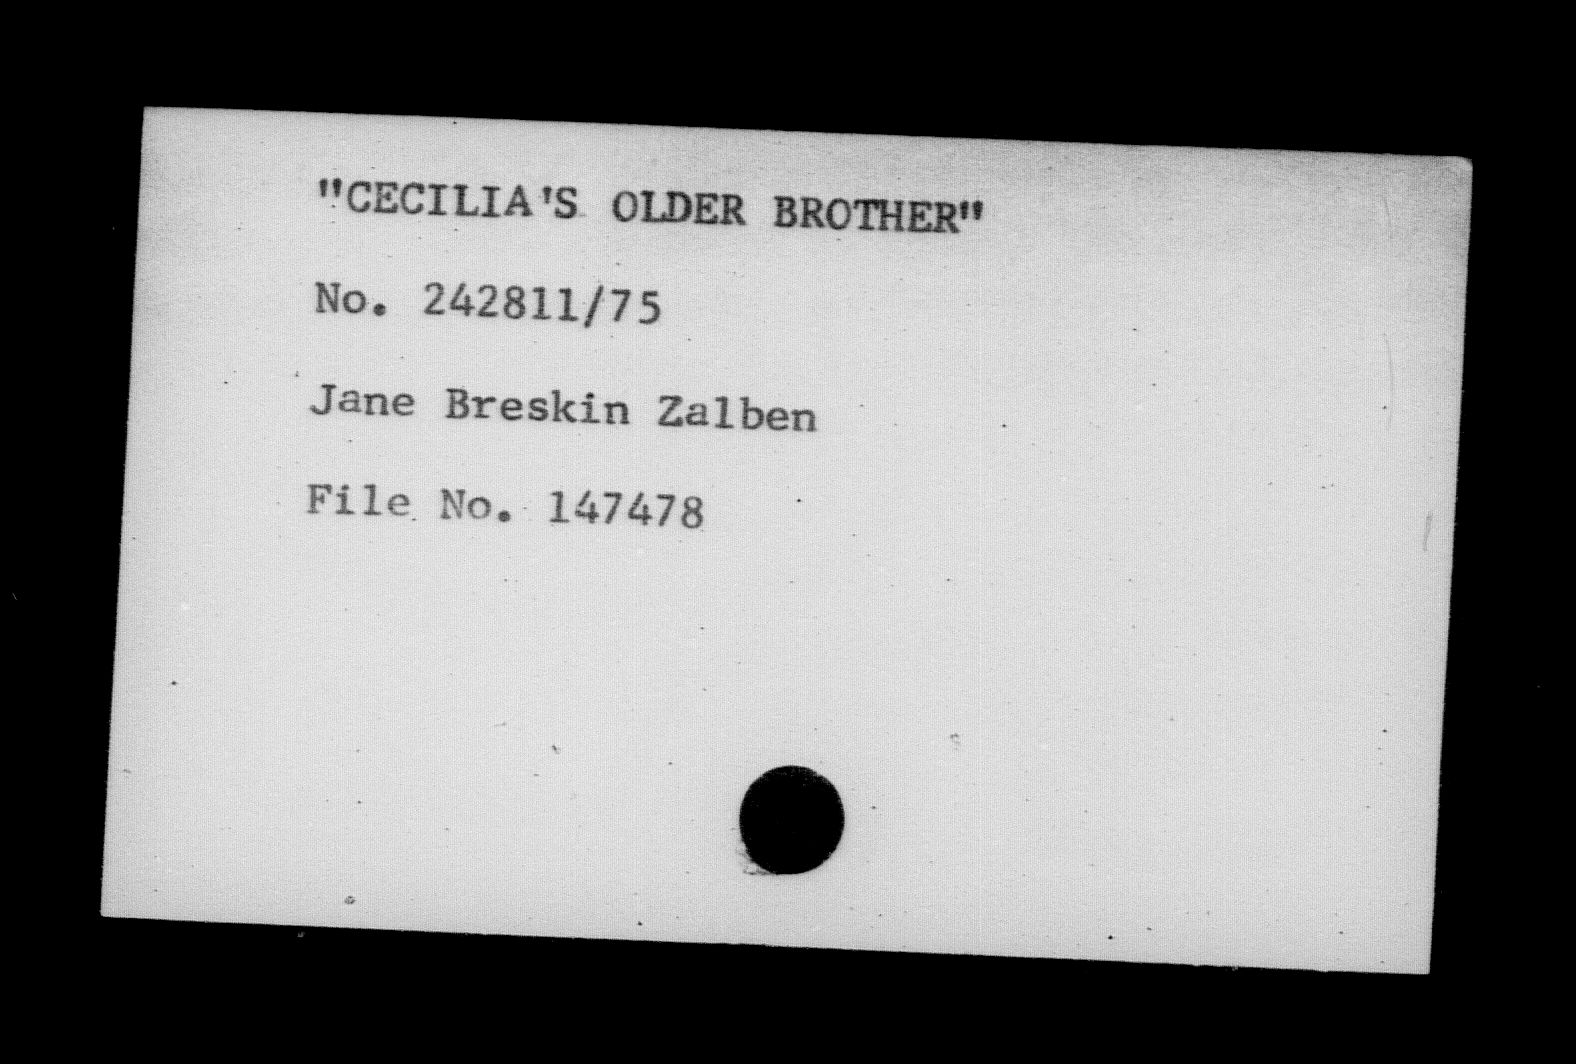 "CECILIA'S OLDER BROTHER"
No. 242811/75
Jane Breskin Zalben
File No. 147478